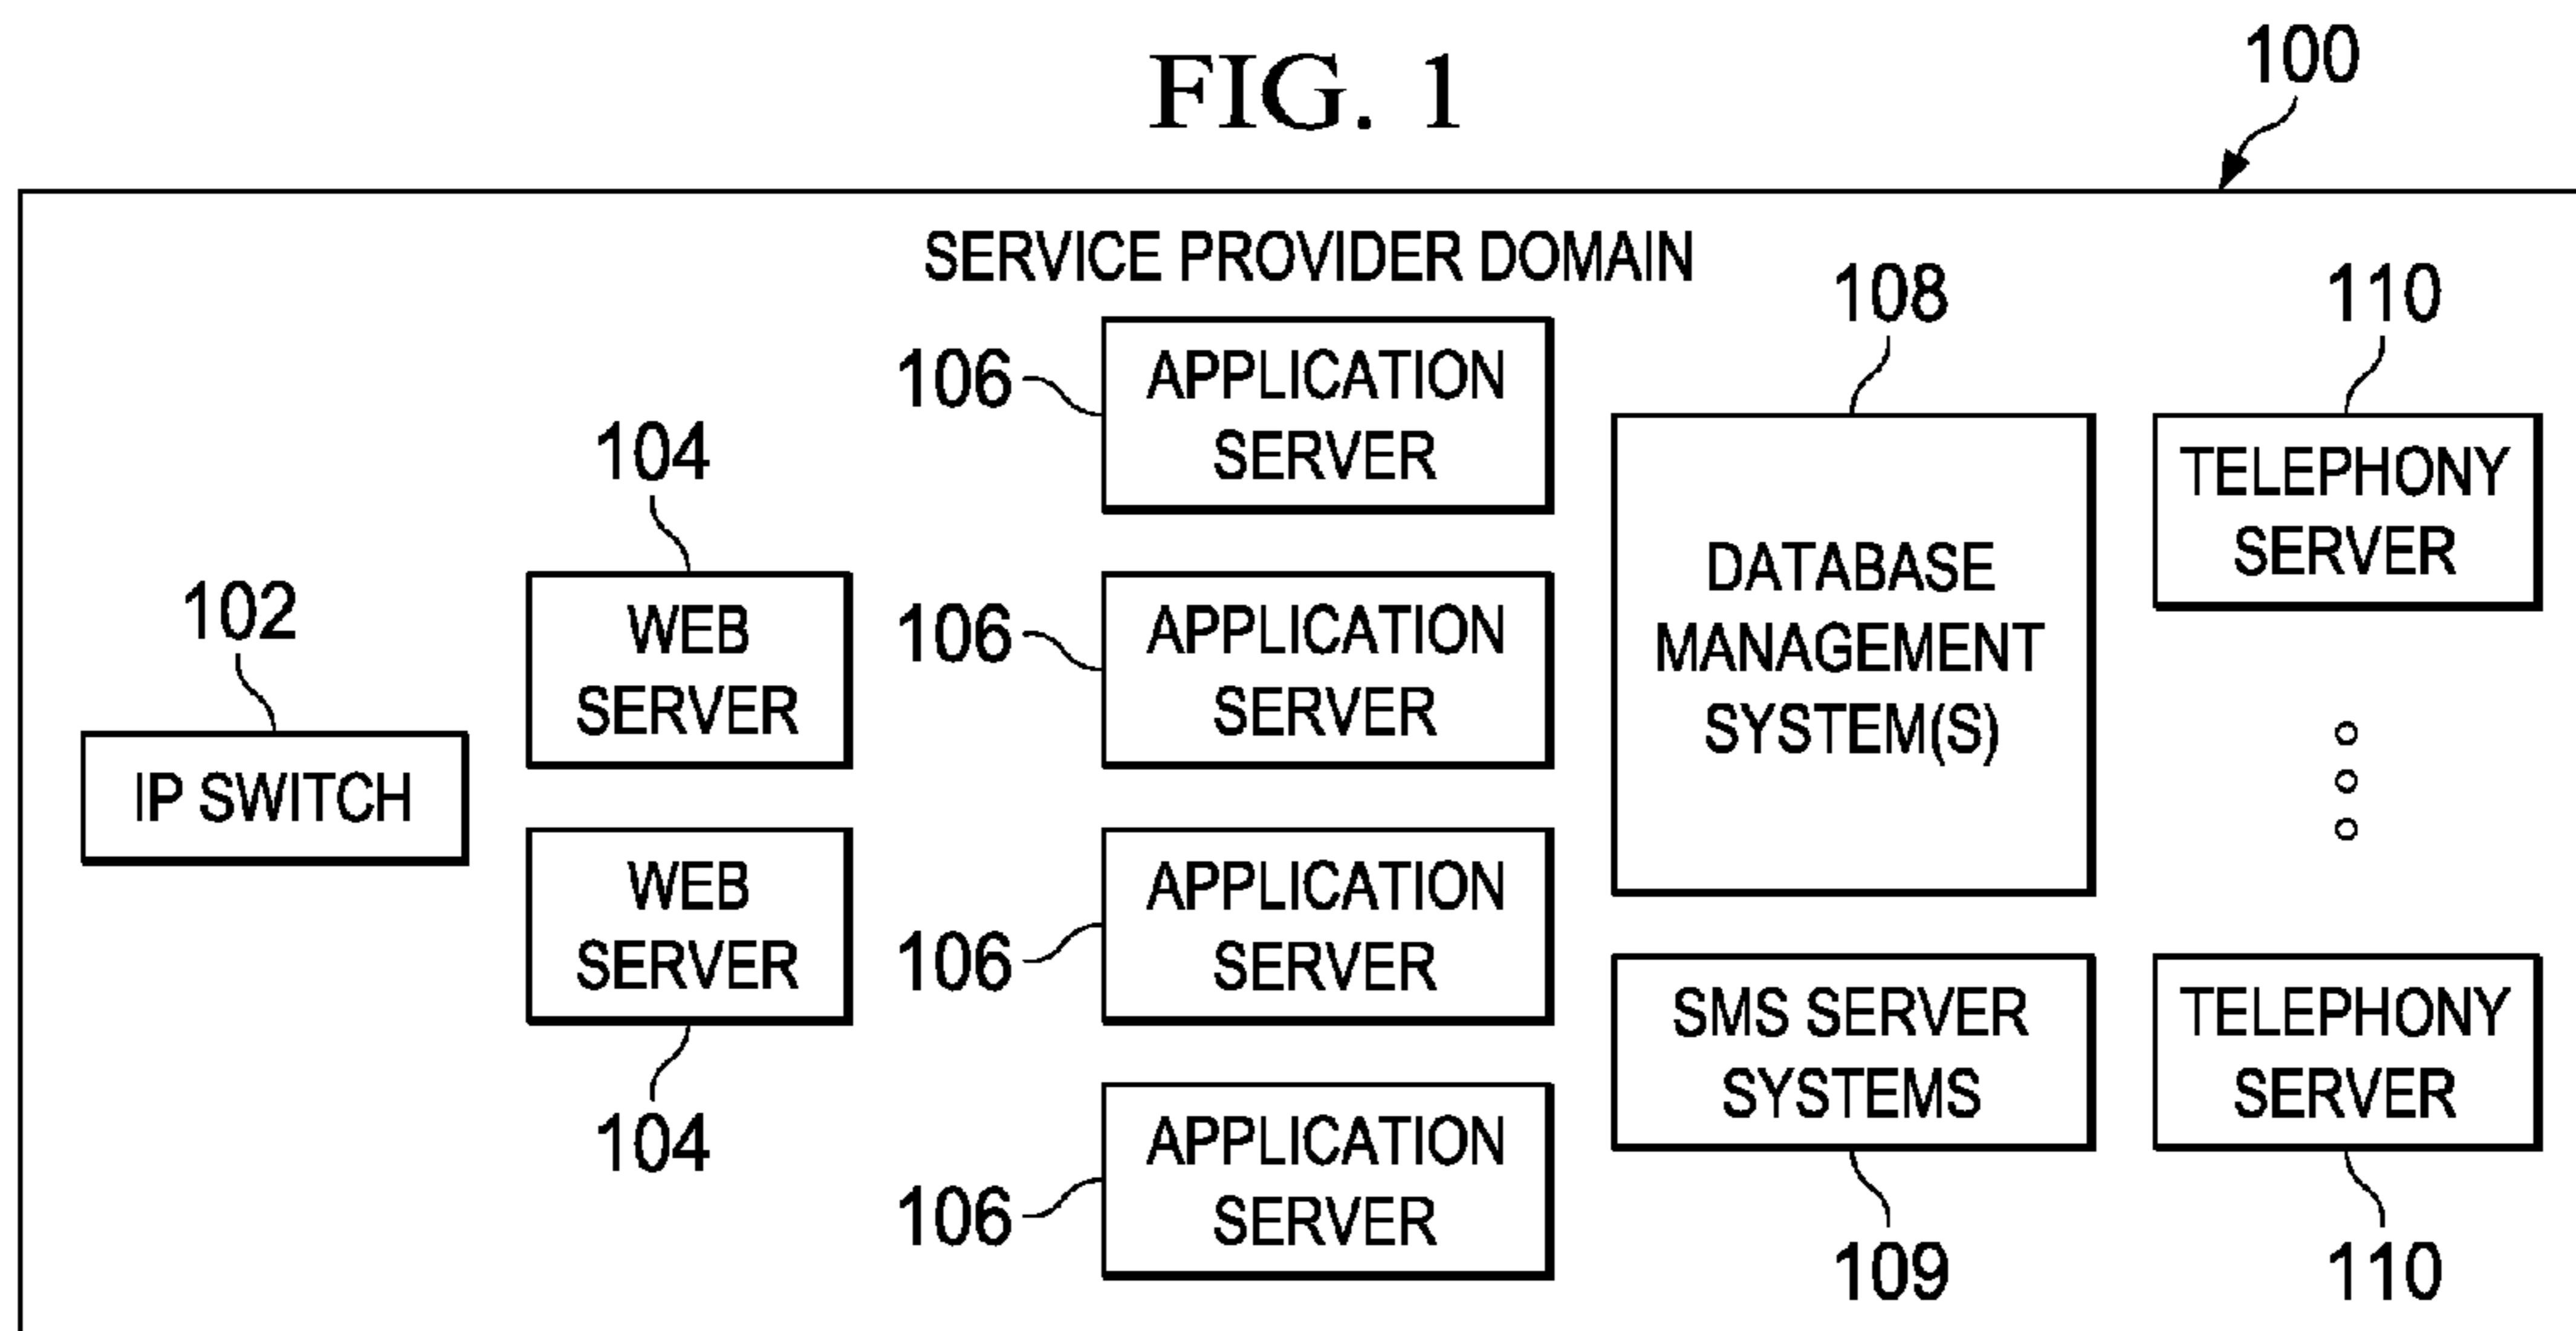 FIG. 1
100
SERVICE PROVIDER DOMAIN
102
IP SWITCH
104
WEB
SERVER
WEB
SERVER
104
106
APPLICATION
SERVER
106
APPLICATION
SERVER
106
APPLICATION
SERVER
106
APPLICATION
SERVER
108
DATABASE
MANAGEMENT
SYSTEM(S)
SMS SERVER
SYSTEMS
109
110
TELEPHONY
SERVER
TELEPHONY
SERVER
110